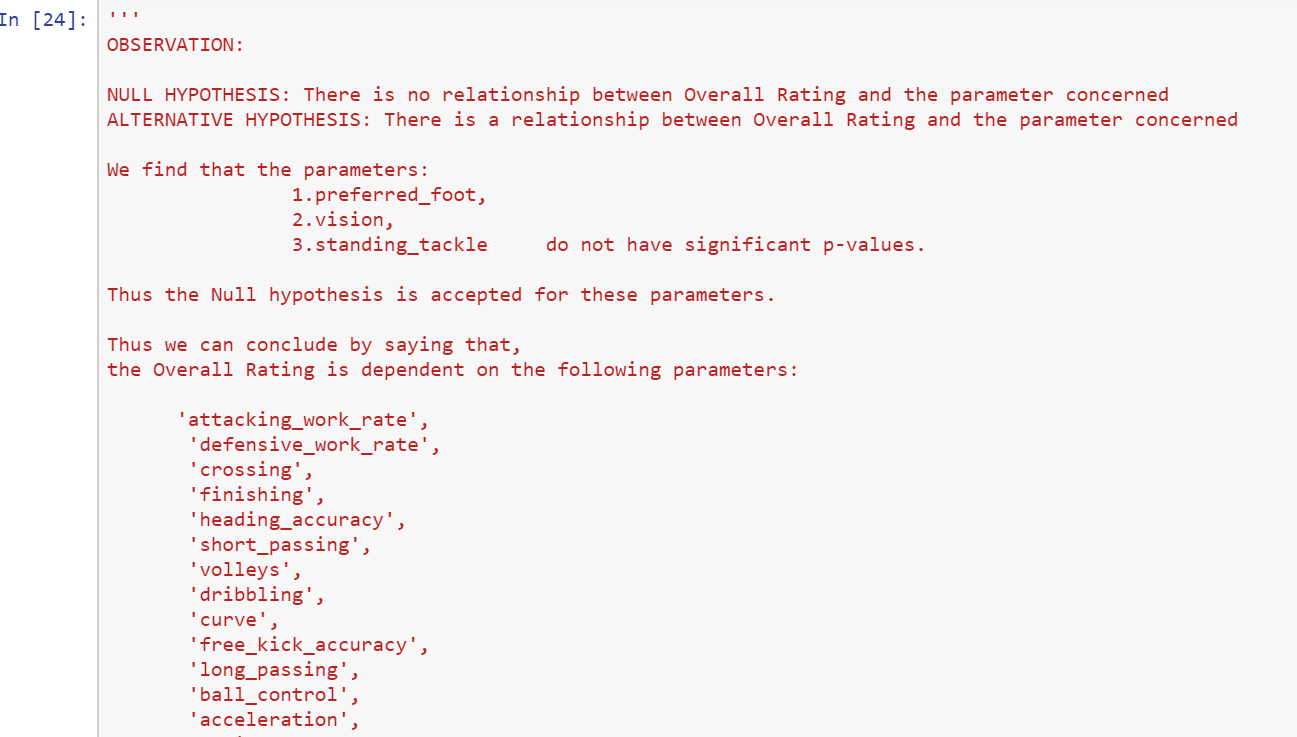 In [24]:
'''
OBSERVATION:
NULL HYPOTHESIS: There is no relationship between Overall Rating and the parameter concerned
ALTERNATIVE HYPOTHESIS: There is a relationship between Overall Rating and the parameter concerned
We find that the parameters:
1.preferred_foot,
2.vision,
3.standing_tackle     do not have significant p-values.
Thus the Null hypothesis is accepted for these parameters.
Thus we can conclude by saying that,
the Overall Rating is dependent on the following parameters:
'attacking_work_rate',
'defensive_work_rate',
'crossing',
'finishing',
'heading_accuracy',
'short_passing',
'volleys',
'dribbling',
'curve',
'free_kick_accuracy',
'long_passing',
'ball_control',
'acceleration',